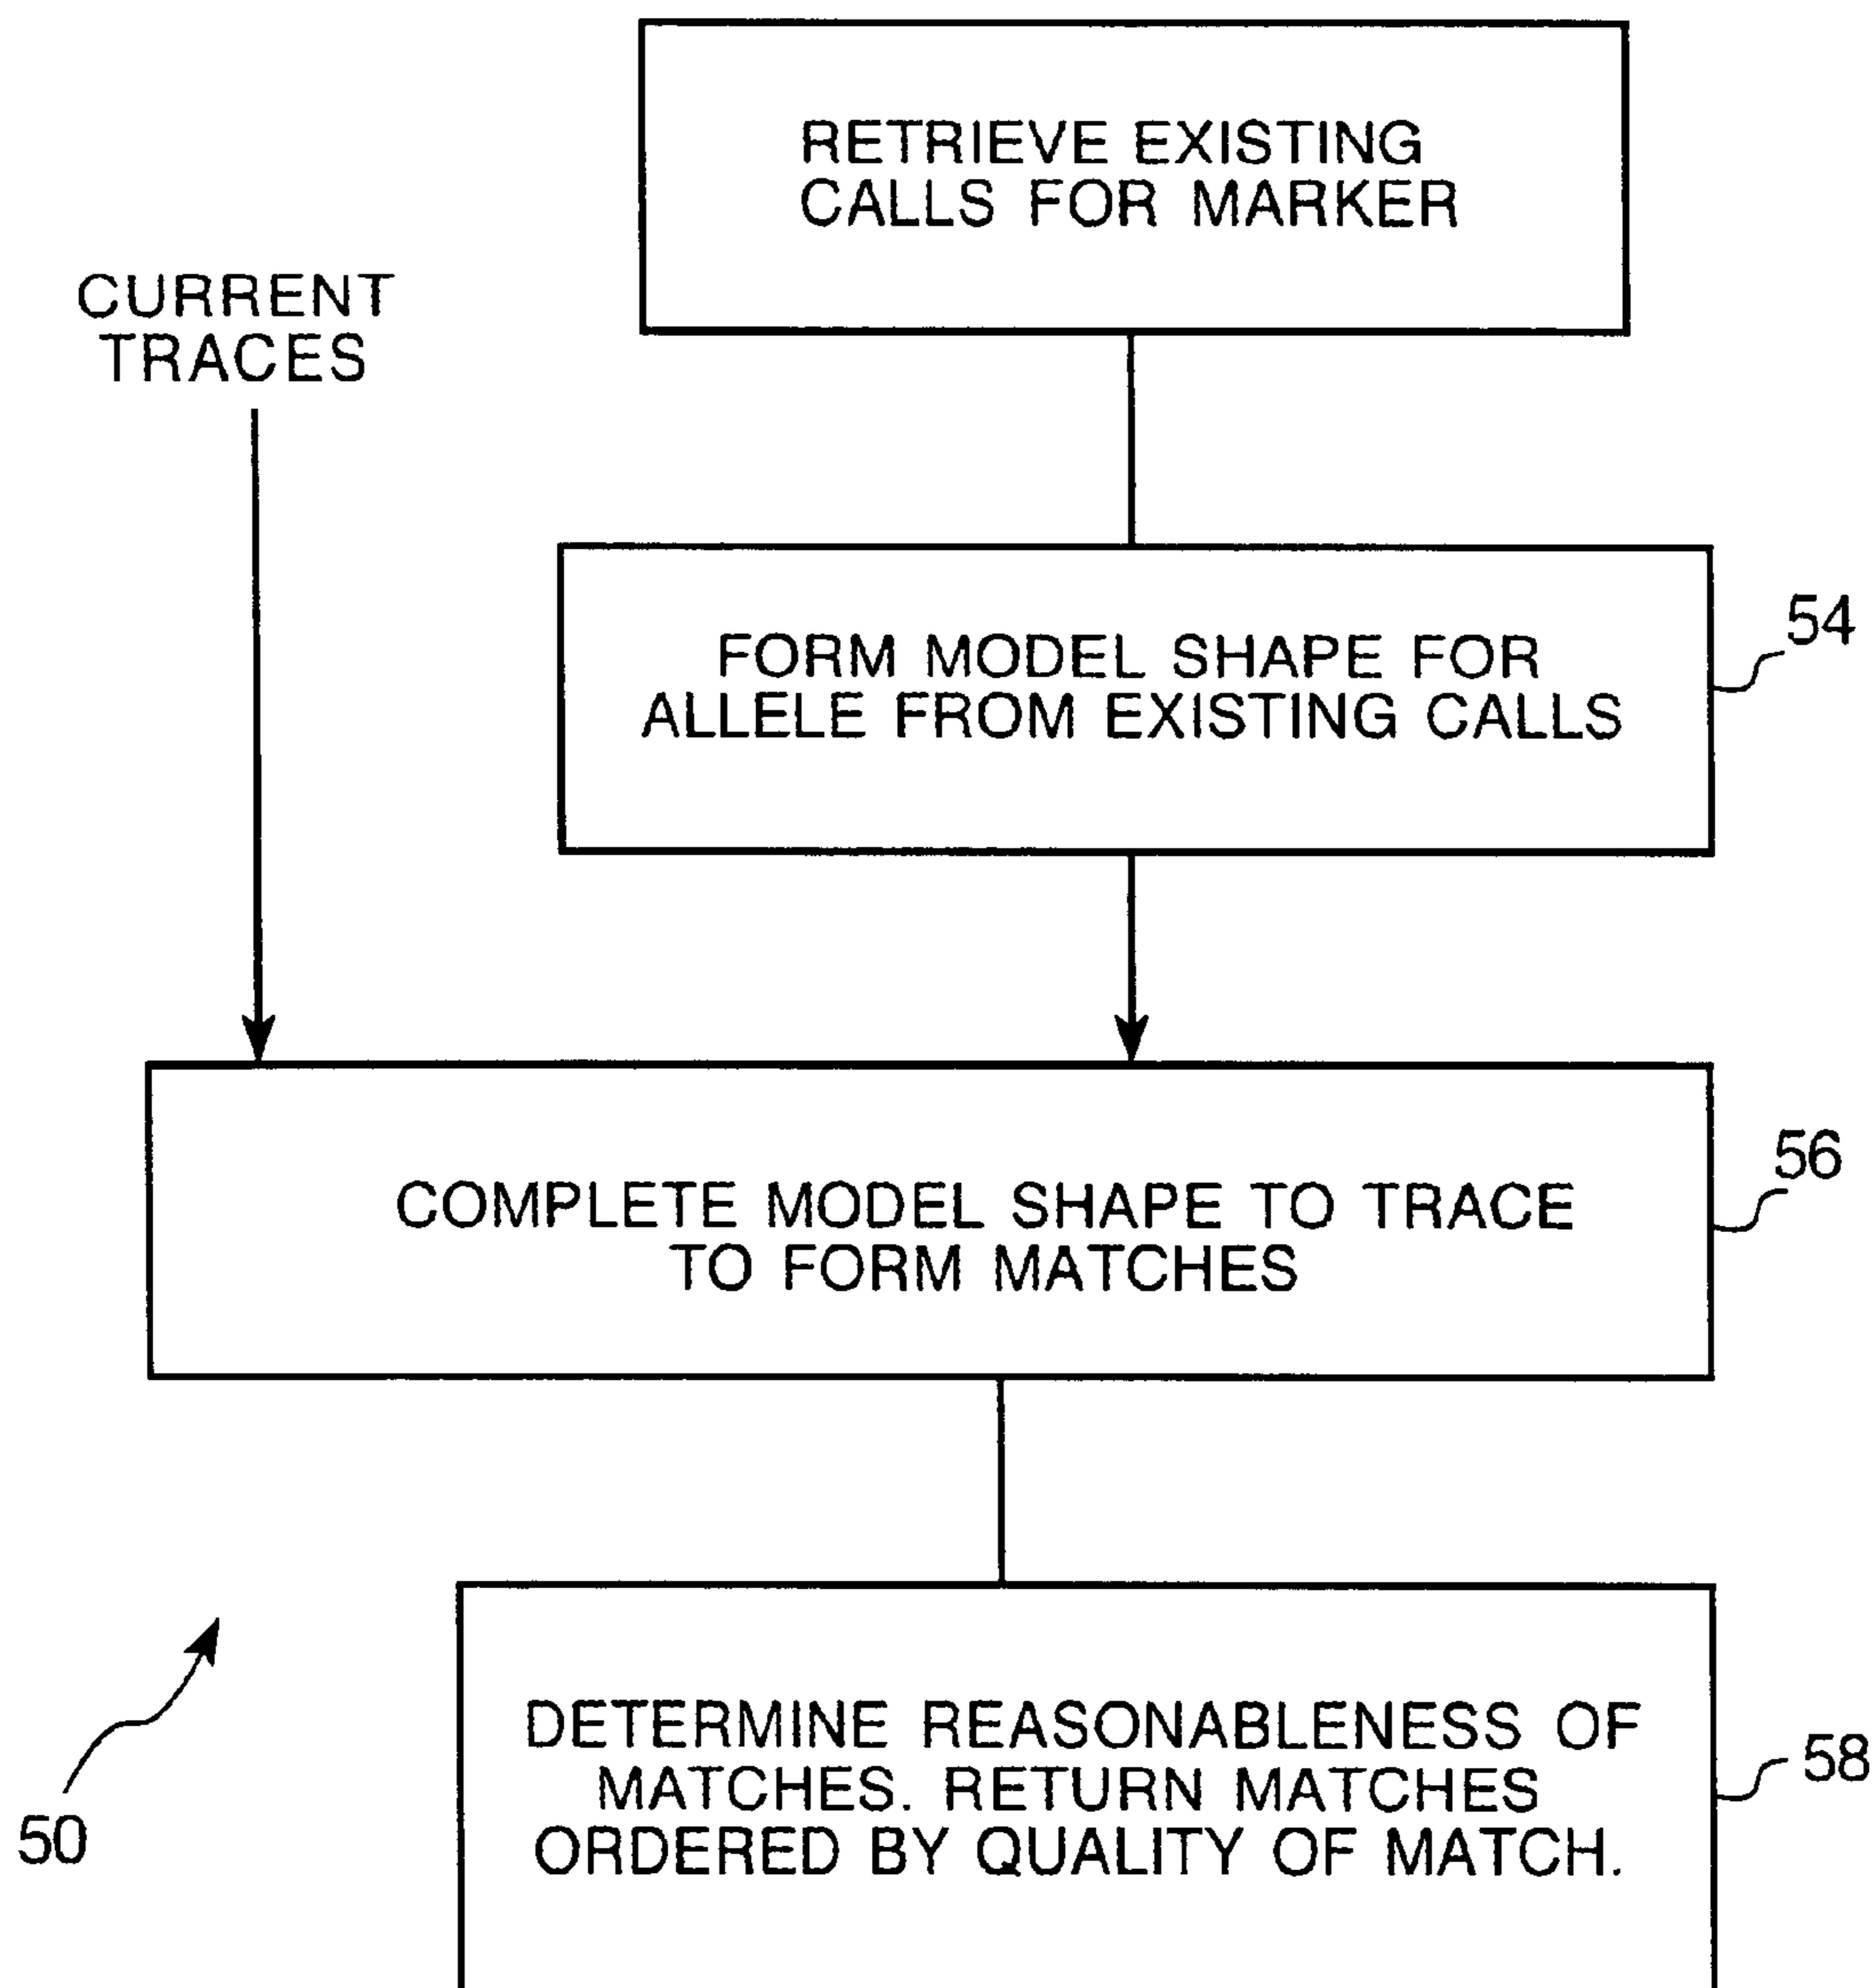 RETRIEVE EXISTING
CALLS FOR MARKER
CURRENT
TRACES
54
FORM MODEL SHAPE FOR
ALLELE FROM EXISTING CALLS
56
COMPLETE MODEL SHAPE TO TRACE
TO FORM MATCHES
58
DETERMINE REASONABLENESS OF
MATCHES. RETURN MATCHES
ORDERED BY QUALITY OF MATCH.
50